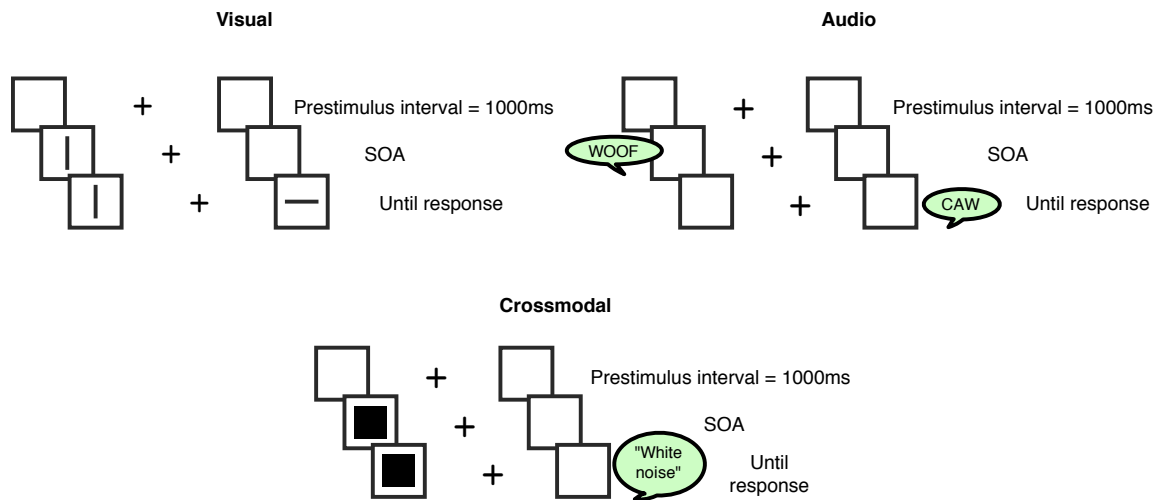 Visual
Prestimulus interval = 1000ms
SOA
Until response
Audio
Prestimulus interval = 1000ms
WOOF
SOA
CAW
Until response
Crossmodal
Prestimulus interval = 1000ms
SOA
"White
noise"
Until
response